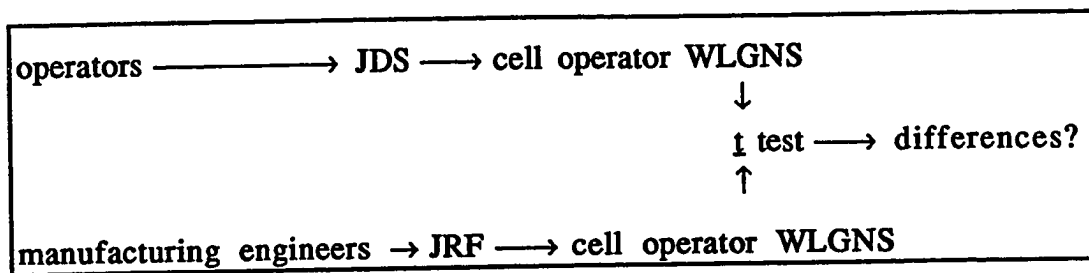 operators ⟶ JDS ⟶ cell operator WLGNS
↓
t test ⟶ differences?
↑
manufacturing engineers → JRF ⟶ cell operator WLGNS